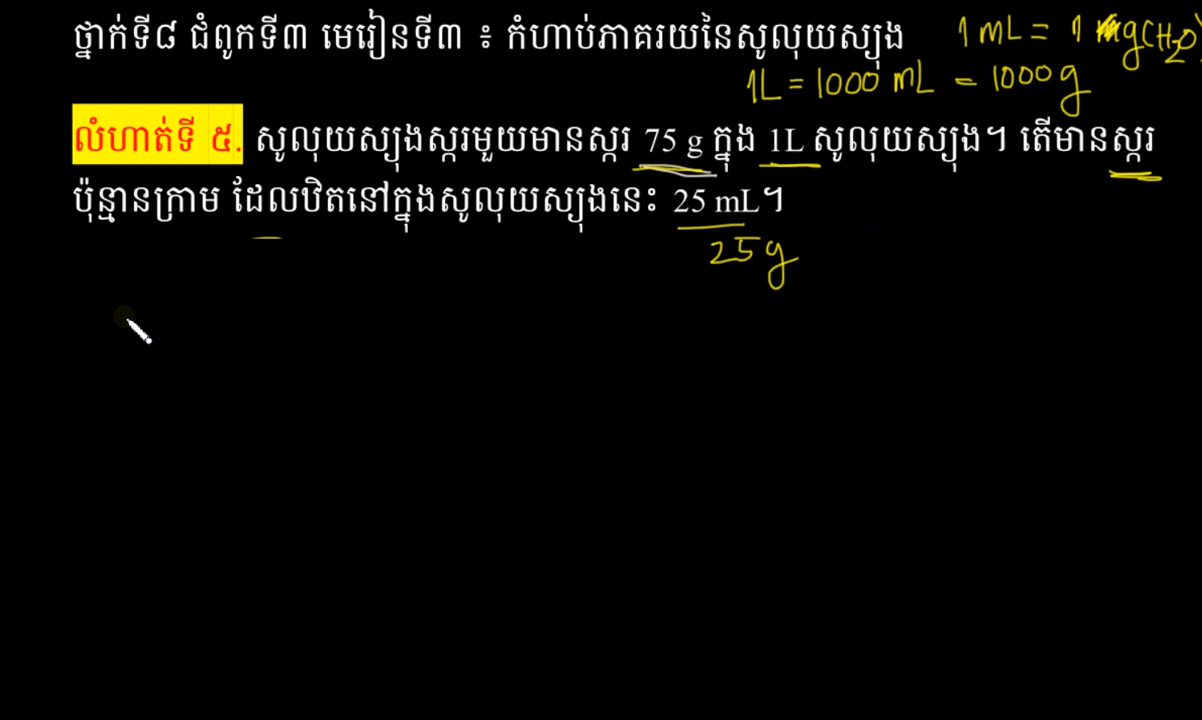 ថ្នាក់ទី៨ ជំពូកទី៣ មេរៀនទី៣ ៖ កំហាប់ភាគរយនៃសូលុយស្យុង
1 mL = 1 g (H₂O)
1L = 1000 mL = 1000 g
លំហាត់ទី ៥. សូលុយស្យុងស្ករមួយមានស្ករ 75 g ក្នុង 1L សូលុយស្យុង។ តើមានស្ករ
ប៉ុន្មានក្រាម ដែលឋិតនៅក្នុងសូលុយស្យុងនេះ 25 mL។
25 g